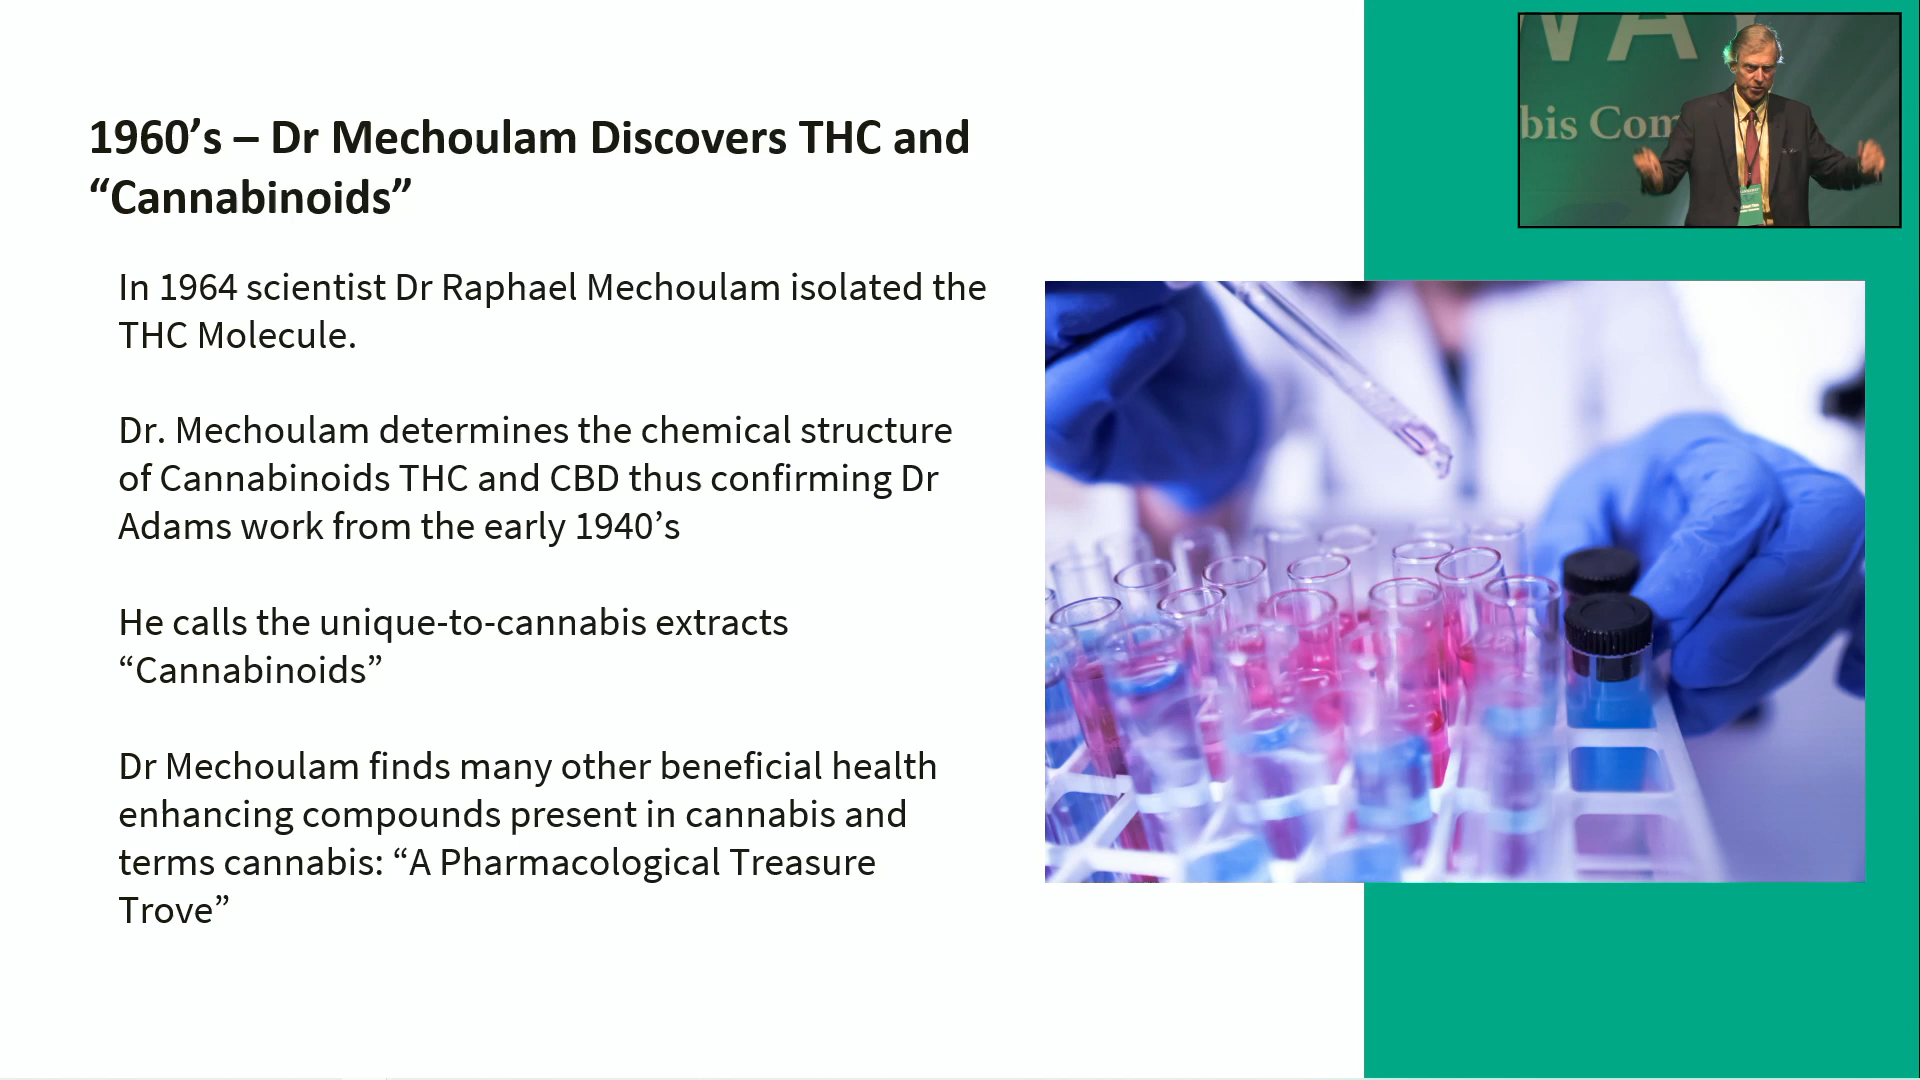 1960’s – Dr Mechoulam Discovers THC and
“Cannabinoids”
In 1964 scientist Dr Raphael Mechoulam isolated the
THC Molecule.
Dr. Mechoulam determines the chemical structure
of Cannabinoids THC and CBD thus confirming Dr
Adams work from the early 1940’s
He calls the unique-to-cannabis extracts
“Cannabinoids”
Dr Mechoulam finds many other beneficial health
enhancing compounds present in cannabis and
terms cannabis: “A Pharmacological Treasure
Trove”
WAY
bis Com